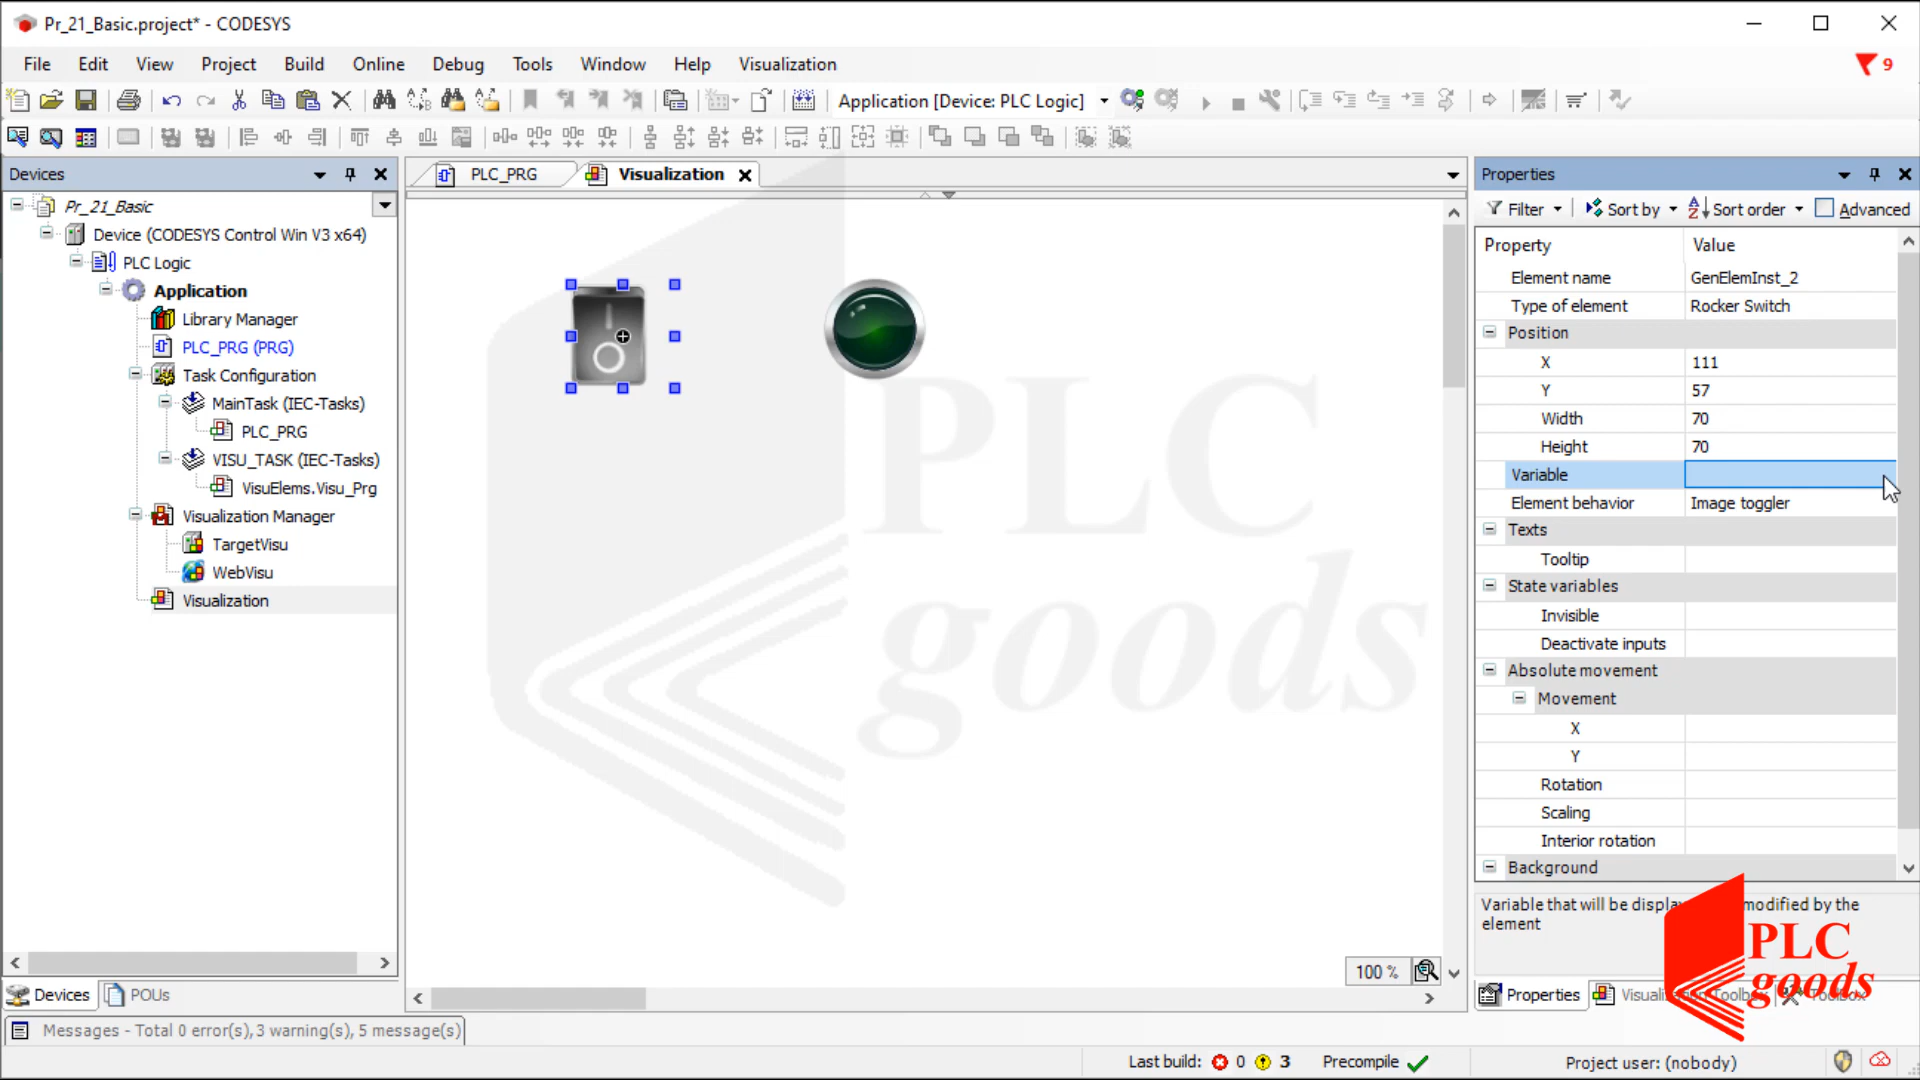 Pr_21_Basic.project* - CODESYS
File Edit View Project Build Online Debug Tools Window Help Visualization
9
Application [Device: PLC Logic]
Devices
PLC_PRG
Visualization
Properties
Pr_21_Basic
Device (CODESYS Control Win V3 x64)
PLC Logic
Application
Library Manager
PLC_PRG (PRG)
Task Configuration
MainTask (IEC-Tasks)
PLC_PRG
VISU_TASK (IEC-Tasks)
VisuElems.Visu_Prg
Visualization Manager
TargetVisu
WebVisu
Visualization
PLC
goods
Filter Sort by Sort order Advanced
Property Value
Element name GenElemInst_2
Type of element Rocker Switch
Position
X 111
Y 57
Width 70
Height 70
Variable
Element behavior Image toggler
Texts
Tooltip
State variables
Invisible
Deactivate inputs
Absolute movement
Movement
X
Y
Rotation
Scaling
Interior rotation
Background
Variable that will be modified by the
element
PLC
goods
100 %
Devices POUs
Properties
Messages - Total 0 error(s), 3 warning(s), 5 message(s)
Last build: 0 3 Precompile Project user: (nobody)